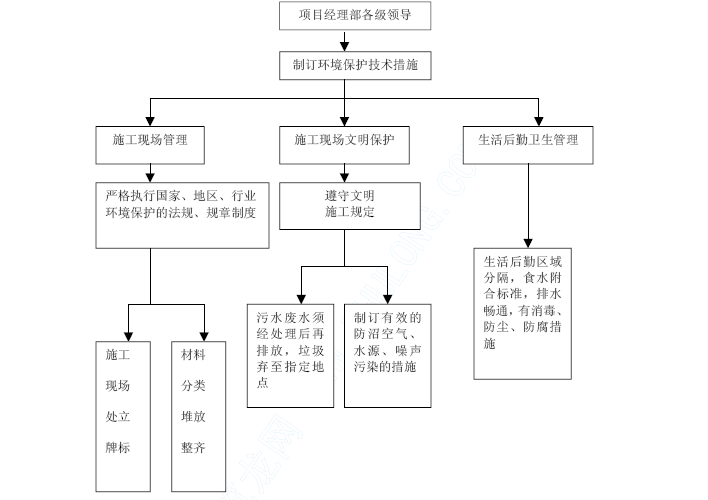 项目经理部各级领导
制订环境保护技术措施
施工现场管理
施工现场文明保护
生活后勤卫生管理
严格执行国家、地区、行业
环境保护的法规、规章制度
遵守文明
施工规定
生活后勤区域
分隔，食水附
合标准，排水
畅通，有消毒、
防尘、防腐措
施
污水废水须
经处理后再
排放，垃圾
弃至指定地
点
制订有效的
防沼空气、
水源、噪声
污染的措施
施工
现场
处立
牌标
材料
分类
堆放
整齐